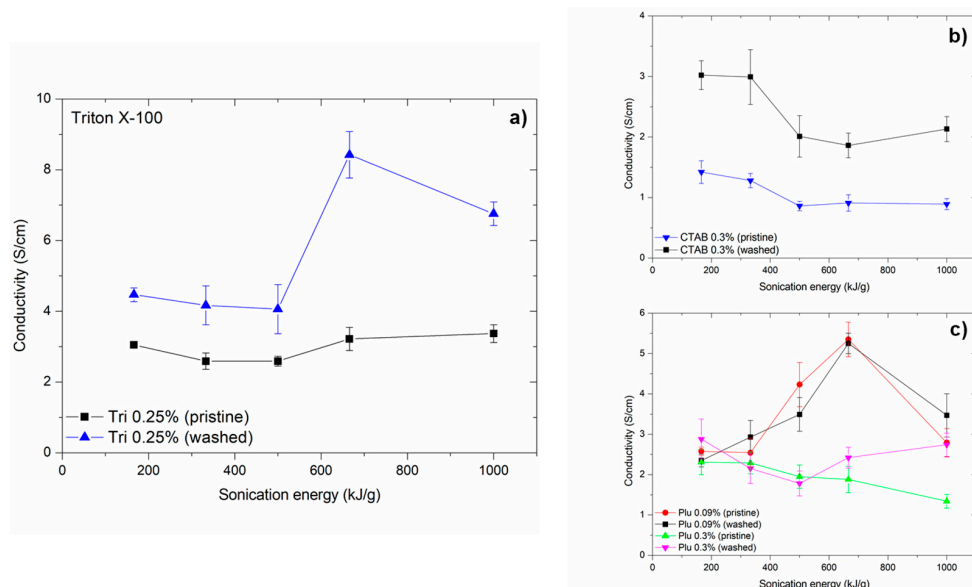 Triton X-100
a)
10
8
6
4
2
0
Conductivity (S/cm)
Tri 0.25% (pristine)
Tri 0.25% (washed)
0 200 400 600 800 1000
Sonication energy (kJ/g)
b)
4
3
2
1
0
Conductivity (S/cm)
CTAB 0.3% (pristine)
CTAB 0.3% (washed)
0 200 400 600 800 1000
Sonication energy (kJ/g)
c)
6
5
4
3
2
1
0
Conductivity (S/cm)
Plu 0.09% (pristine)
Plu 0.09% (washed)
Plu 0.3% (pristine)
Plu 0.3% (washed)
0 200 400 600 800 1000
Sonication energy (kJ/g)